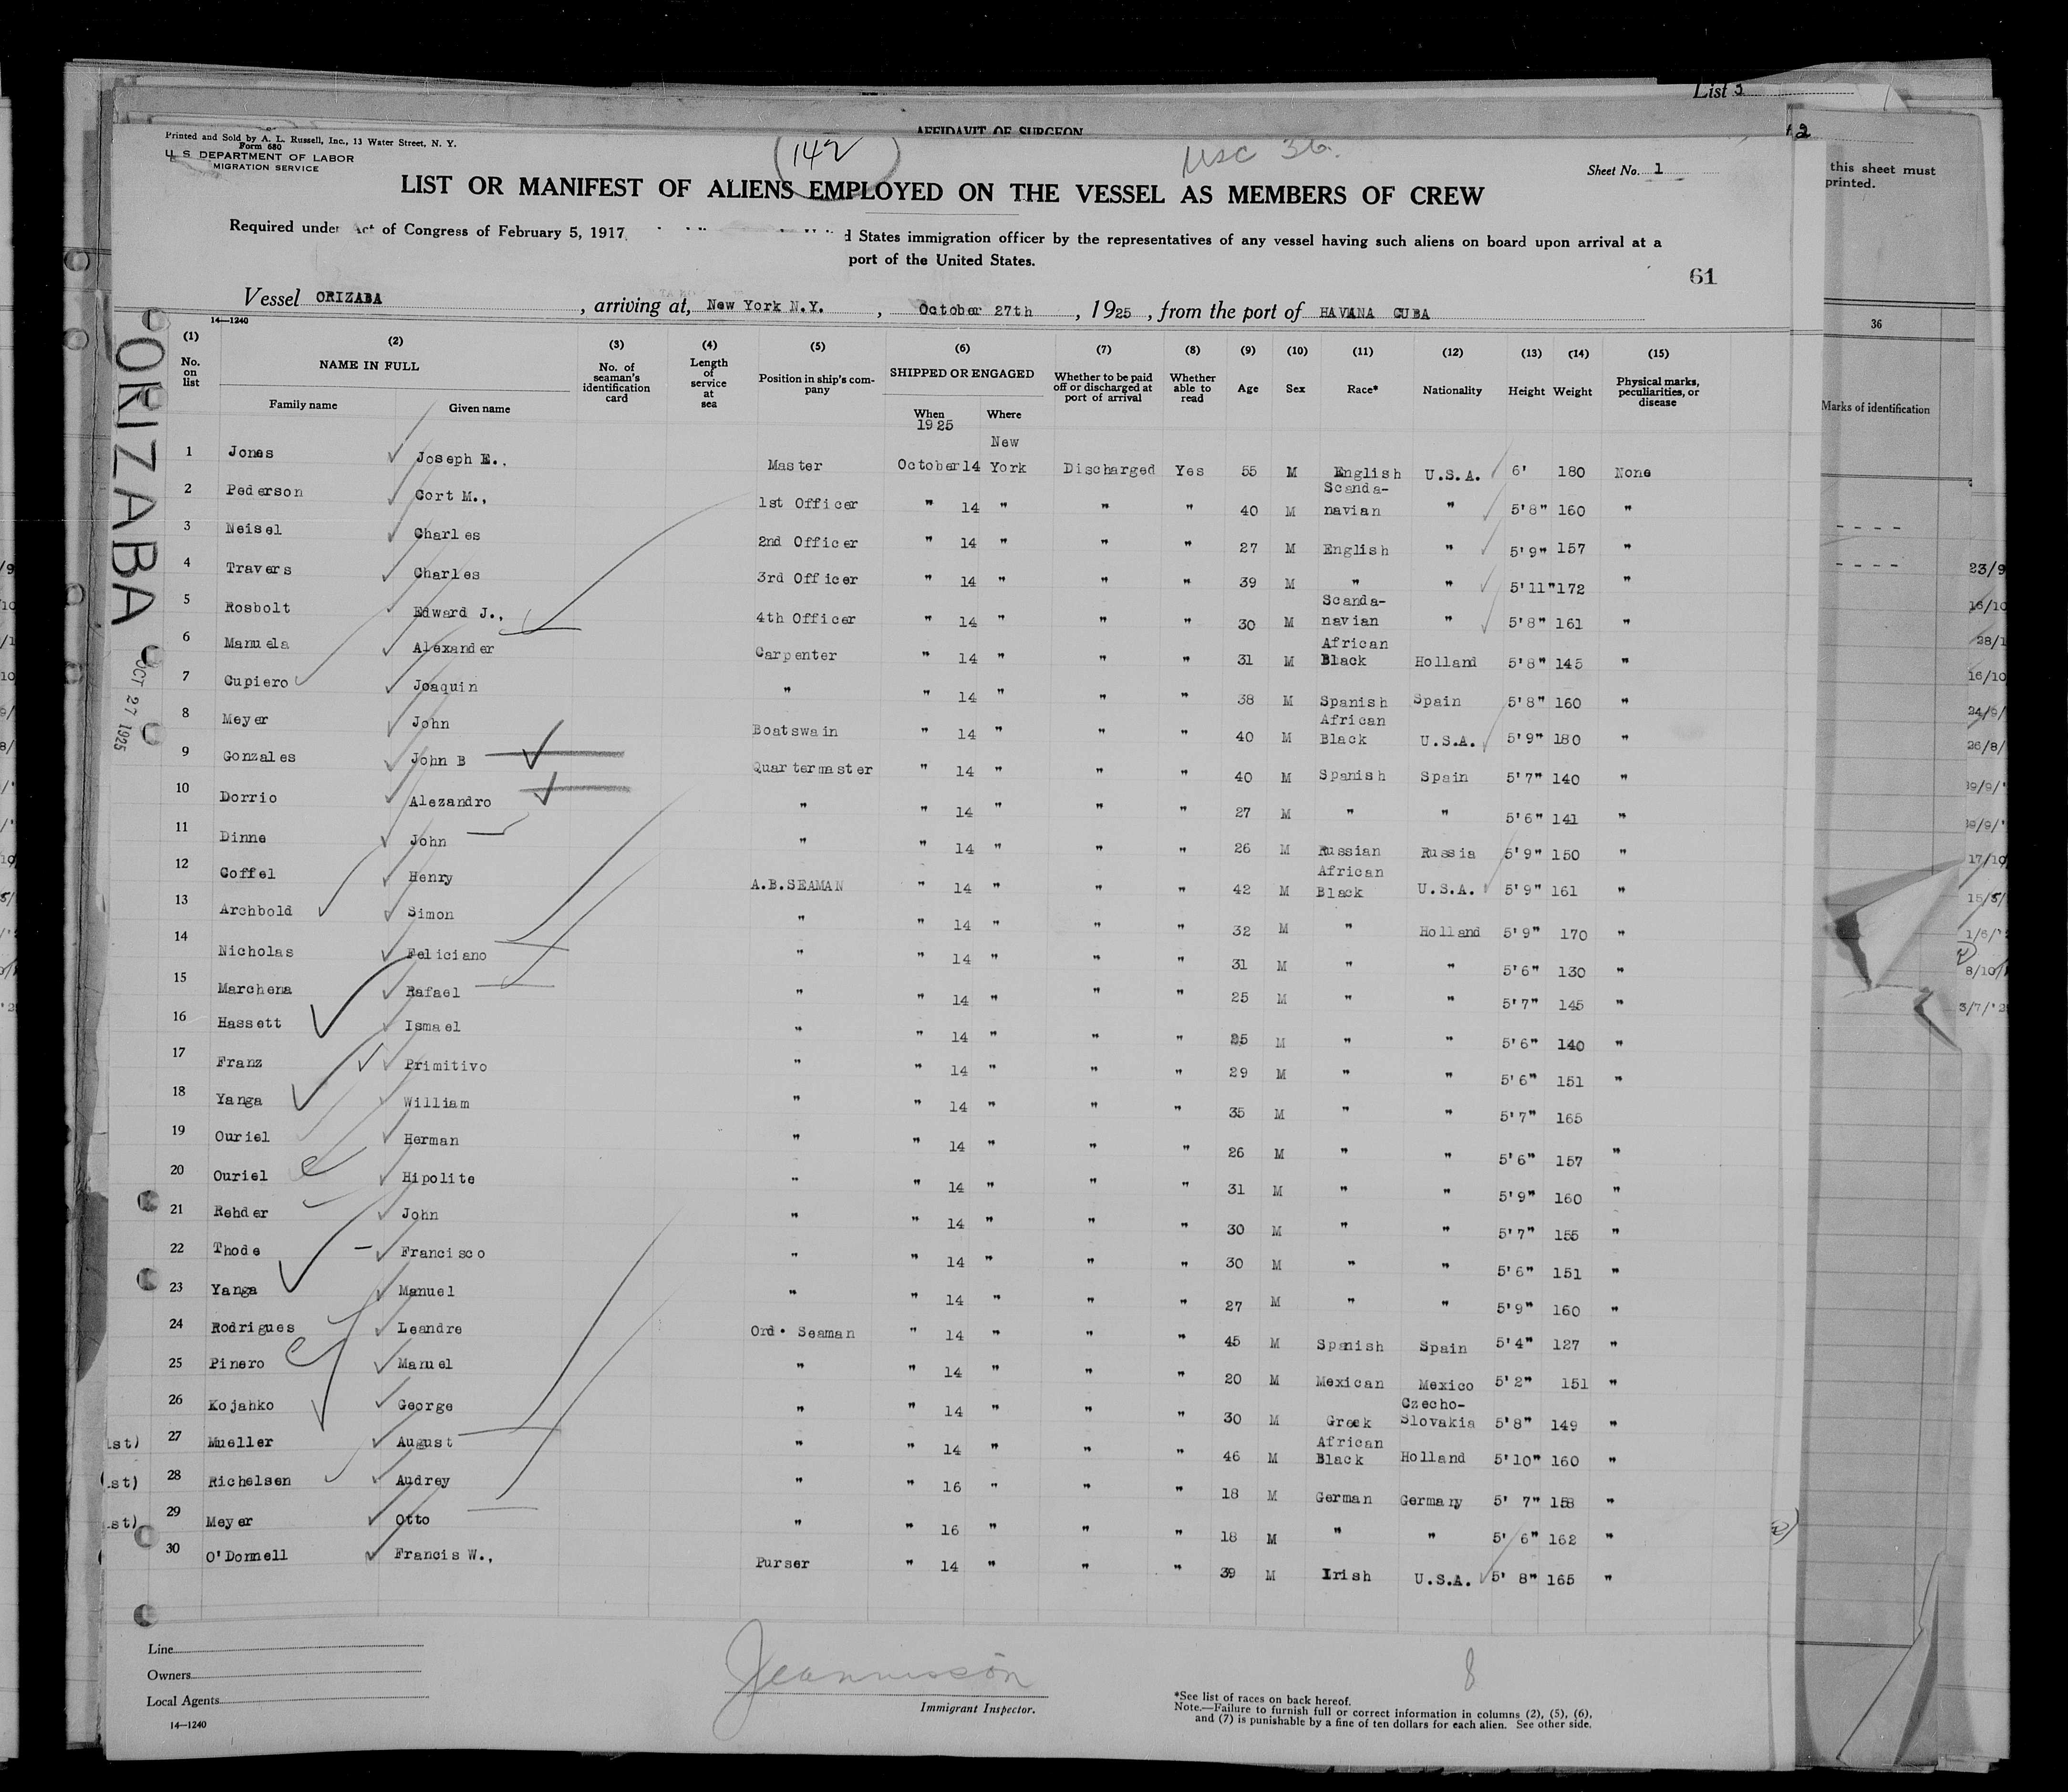 List 3
AFFIDAVIT OF SURGEON
2
Printed and Sold by A. L. Russell, Inc., 13 Water Street, N. Y.
Form 680
U. S. DEPARTMENT OF LABOR
MIGRATION SERVICE
(142)
USC 36.
Sheet No. 1
this sheet must
printed.
LIST OR MANIFEST OF ALIENS EMPLOYED ON THE VESSEL AS MEMBERS OF CREW
Required under Act of Congress of February 5, 1917, d States immigration officer by the representatives of any vessel having such aliens on board upon arrival at a
port of the United States.
61
Vessel ORIZABA, arriving at, New York N.Y., October 27th, 1925, from the port of HAVANA CUBA
14—1240
ORIZABA
OCT 27 1925
(1) (2) (3) (4) (5) (6) (7) (8) (9) (10) (11) (12) (13) (14) (15)
No. on list NAME IN FULL No. of seaman's identification card Length of service at sea Position in ship's company SHIPPED OR ENGAGED Whether to be paid off or discharged at port of arrival Whether able to read Age Sex Race* Nationality Height Weight Physical marks, peculiarities, or disease
Family name Given name When 1925 Where
36
Marks of identification
1 Jones Joseph E., Master October 14 New York Discharged Yes 55 M English U.S.A. 6' 180 None
2 Pederson Cort M., 1st Officer " 14 " " " 40 M Scanda-navian " 5'8" 160 "
3 Neisel Charles 2nd Officer " 14 " " " 27 M English " 5'9" 157 "
4 Travers Charles 3rd Officer " 14 " " " 39 M " " 5'11" 172 "
5 Rosbolt Edward J., 4th Officer " 14 " " " 30 M Scanda-navian " 5'8" 161 "
6 Manuela Alexander Carpenter " 14 " " " 31 M African Black Holland 5'8" 145 "
7 Cupiero Joaquin " " 14 " " " 38 M Spanish Spain 5'8" 160 "
8 Meyer John Boatswain " 14 " " " 40 M African Black U.S.A. 5'9" 180 "
9 Gonzales John B Quartermaster " 14 " " " 40 M Spanish Spain 5'7" 140 "
10 Dorrio Alezandro " " 14 " " " 27 M " " 5'6" 141 "
11 Dinne John " " 14 " " " 26 M Russian Russia 5'9" 150 "
12 Coffel Henry A.B.SEAMAN " 14 " " " 42 M African Black U.S.A. 5'9" 161 "
13 Archbold Simon " " 14 " " " 32 M " Holland 5'9" 170 "
14 Nicholas Feliciano " " 14 " " " 31 M " " 5'6" 130 "
15 Marchena Rafael " " 14 " " " 25 M " " 5'7" 145 "
16 Hassett Ismael " " 14 " " " 25 M " " 5'6" 140 "
17 Franz Primitivo " " 14 " " " 29 M " " 5'6" 151 "
18 Yanga William " " 14 " " " 35 M " " 5'7" 165
19 Ouriel Herman " " 14 " " " 26 M " " 5'6" 157 "
20 Ouriel Hipolite " " 14 " " " 31 M " " 5'9" 160 "
21 Rehder John " " 14 " " " 30 M " " 5'7" 155 "
22 Thode Francisco " " 14 " " " 30 M " " 5'6" 151 "
23 Yanga Manuel " " 14 " " " 27 M " " 5'9" 160 "
24 Rodrigues Leandre Ord. Seaman " 14 " " " 45 M Spanish Spain 5'4" 127 "
25 Pinero Manuel " " 14 " " " 20 M Mexican Mexico 5'2" 151 "
26 Kojahko George " " 14 " " " 30 M Greek Czecho-Slovakia 5'8" 149 "
27 Mueller August " " 14 " " " 46 M African Black Holland 5'10" 160 "
28 Richelsen Audrey " " 16 " " " 18 M German Germany 5' 7" 158 "
29 Meyer Otto " " 16 " " " 18 M " " 5' 6" 162 "
30 O'Donnell Francis W., Purser " 14 " " " 39 M Irish U.S.A. 5' 8" 165 "
Line
Owners
Local Agents
14—1240
Immigrant Inspector.
8
*See list of races on back hereof.
Note.—Failure to furnish full or correct information in columns (2), (5), (6),
and (7) is punishable by a fine of ten dollars for each alien. See other side.